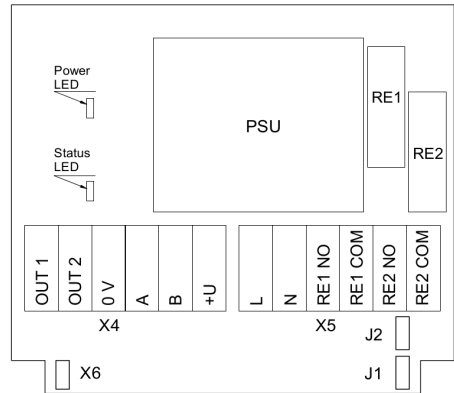 Power
LED
RE1
PSU
RE2
Status
LED
OUT 1
OUT 2
0 V
A
B
+U
L
N
RE1 NO
RE1 COM
RE2 NO
RE2 COM
X4
X5
J2
X6
J1